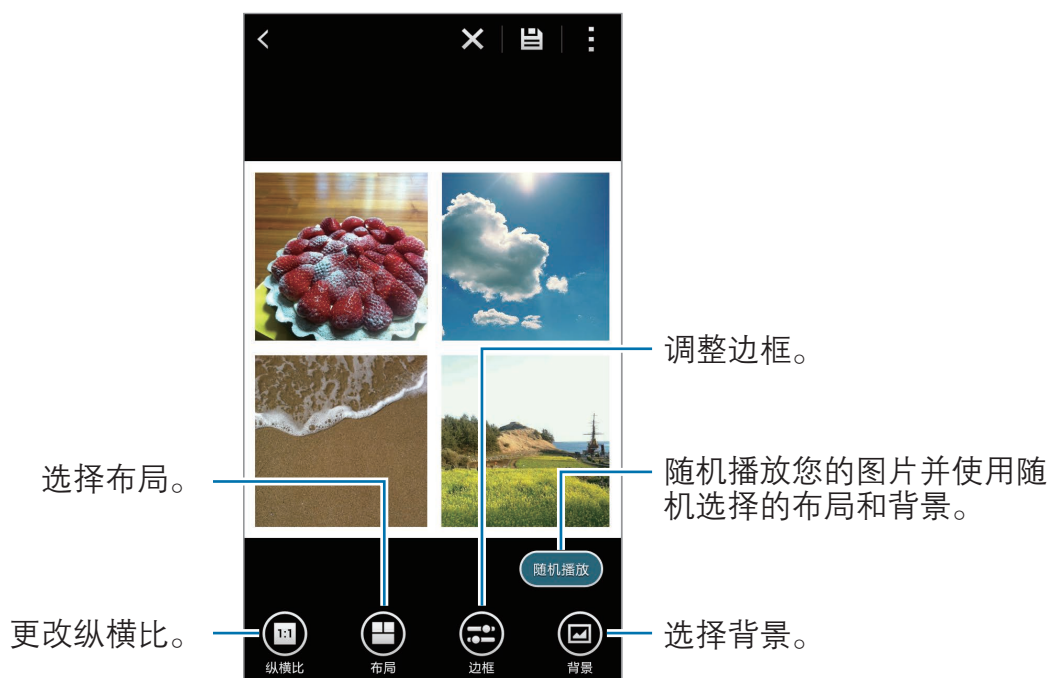 调整边框。
选择布局。
随机播放您的图片并使用随
机选择的布局和背景。
随机播放
更改纵横比。
1:1
选择背景。
纵横比
布局
边框
背景